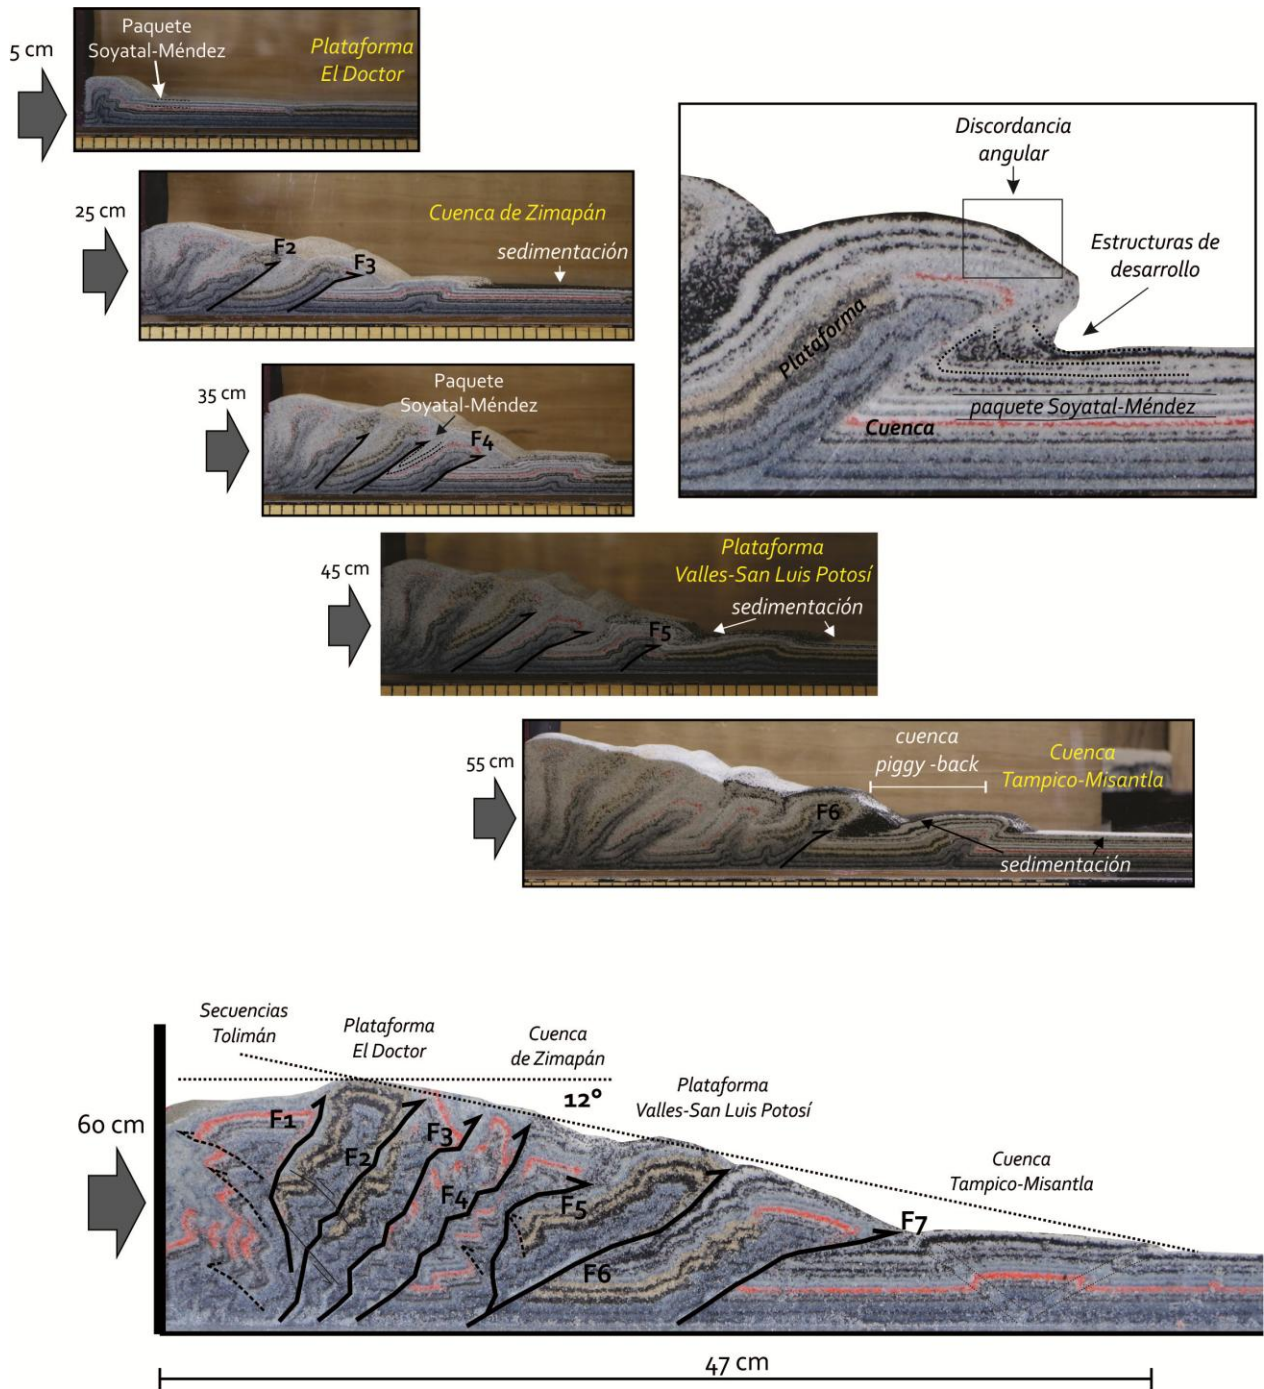 5 cm
Paquete
Soyatal-Méndez
Plataforma
El Doctor
25 cm
F2
F3
Cuenca de Zimapán
sedimentación
35 cm
Paquete
Soyatal-Méndez
F4
Discordancia
angular
Estructuras de
desarrollo
Plataforma
paquete Soyatal-Méndez
Cuenca
45 cm
Plataforma
Valles-San Luis Potosí
sedimentación
F5
55 cm
cuenca
piggy -back
Cuenca
Tampico-Misantla
F6
sedimentación
60 cm
Secuencias
Tolimán
Plataforma
El Doctor
Cuenca
de Zimapán
12°
Plataforma
Valles-San Luis Potosí
Cuenca
Tampico-Misantla
F1
F2
F3
F4
F5
F6
F7
47 cm